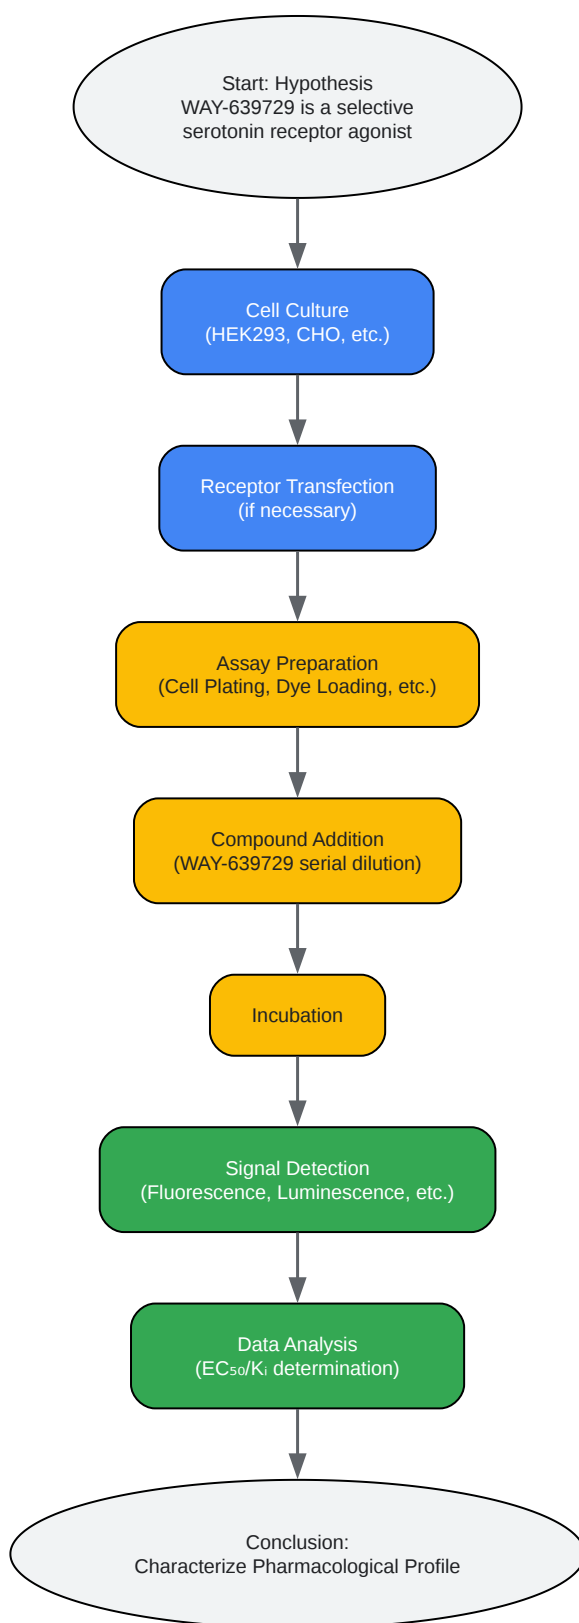 Start: Hypothesis
WAY-639729 is a selective
serotonin receptor agonist
Cell Culture
(HEK293, CHO, etc.)
Receptor Transfection
(if necessary)
Assay Preparation
(Cell Plating, Dye Loading, etc.)
Compound Addition
(WAY-639729 serial dilution)
Incubation
Signal Detection
(Fluorescence, Luminescence, etc.)
Data Analysis
(EC₅₀/Kᵢ determination)
Conclusion:
Characterize Pharmacological Profile